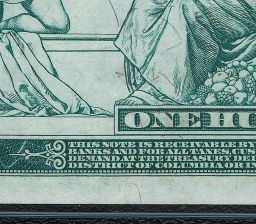 ONE HU
THIS NOTE IS RECEIVABLE BY
BANKS AND FOR ALL TAXES, CUS
DEMAND AT THE TREASURY DE
DISTRICT OF COLUMBIA OR I